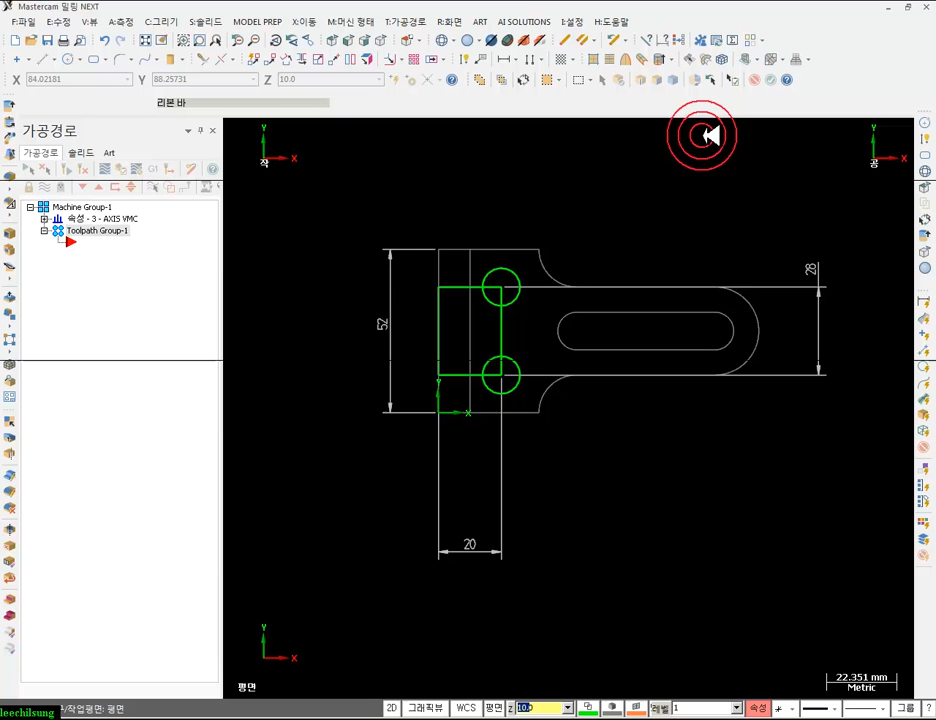 Mastercam 밀링 NEXT
F:파일 E:수정 V:뷰 A:측정 C:그리기 S:솔리드 MODEL PREP X:이동 M:머신 형태 T:가공경로 R:화면 ART AI SOLUTIONS I:설정 H:도움말
X 84.02181 Y 88.25731 Z 10.0
리본 바
가공경로
가공경로 솔리드 Art
G1
Machine Group-1
속성 - 3 - AXIS VMC
Toolpath Group-1
Y X 작
Y X 공
52
28
Y X
20
Y X
평면
22.351 mm
Metric
/작업평면: 평면
leechilsung
2D 그래픽뷰 WCS 평면 Z 10.0 레벨 1 속성 그룹 ?